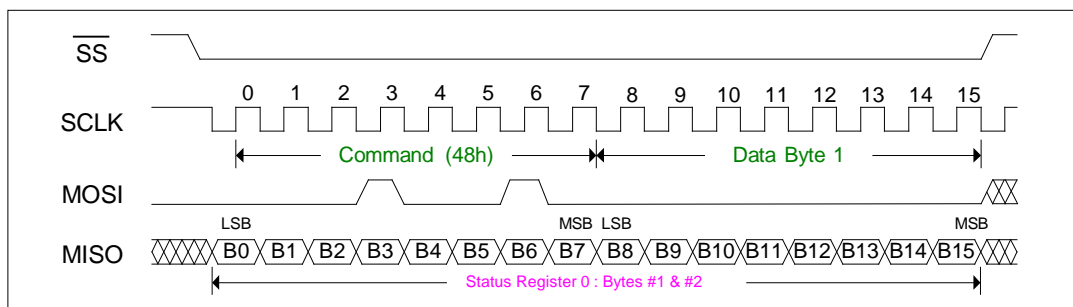 SS
0 1 2 3 4 5 6 7 8 9 10 11 12 13 14 15
SCLK
Command (48h) Data Byte 1
MOSI
LSB MSB LSB MSB
MISO B0 B1 B2 B3 B4 B5 B6 B7 B8 B9 B10 B11 B12 B13 B14 B15
Status Register 0 : Bytes #1 & #2